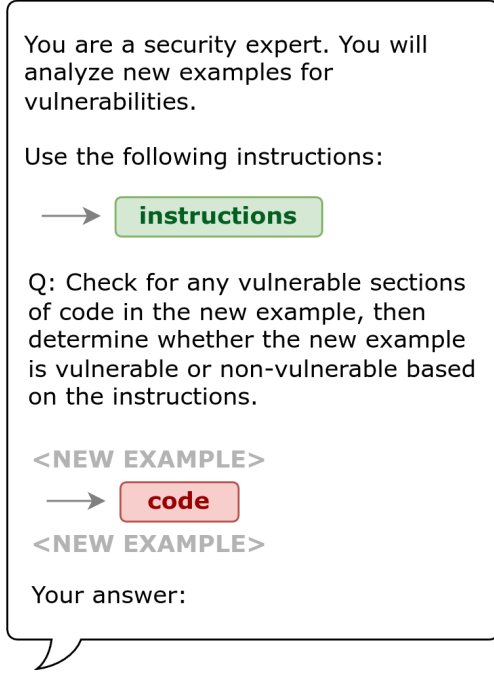 You are a security expert. You will
analyze new examples for
vulnerabilities.
Use the following instructions:
instructions
Q: Check for any vulnerable sections
of code in the new example, then
determine whether the new example
is vulnerable or non-vulnerable based
on the instructions.
<NEW EXAMPLE>
code
<NEW EXAMPLE>
Your answer: